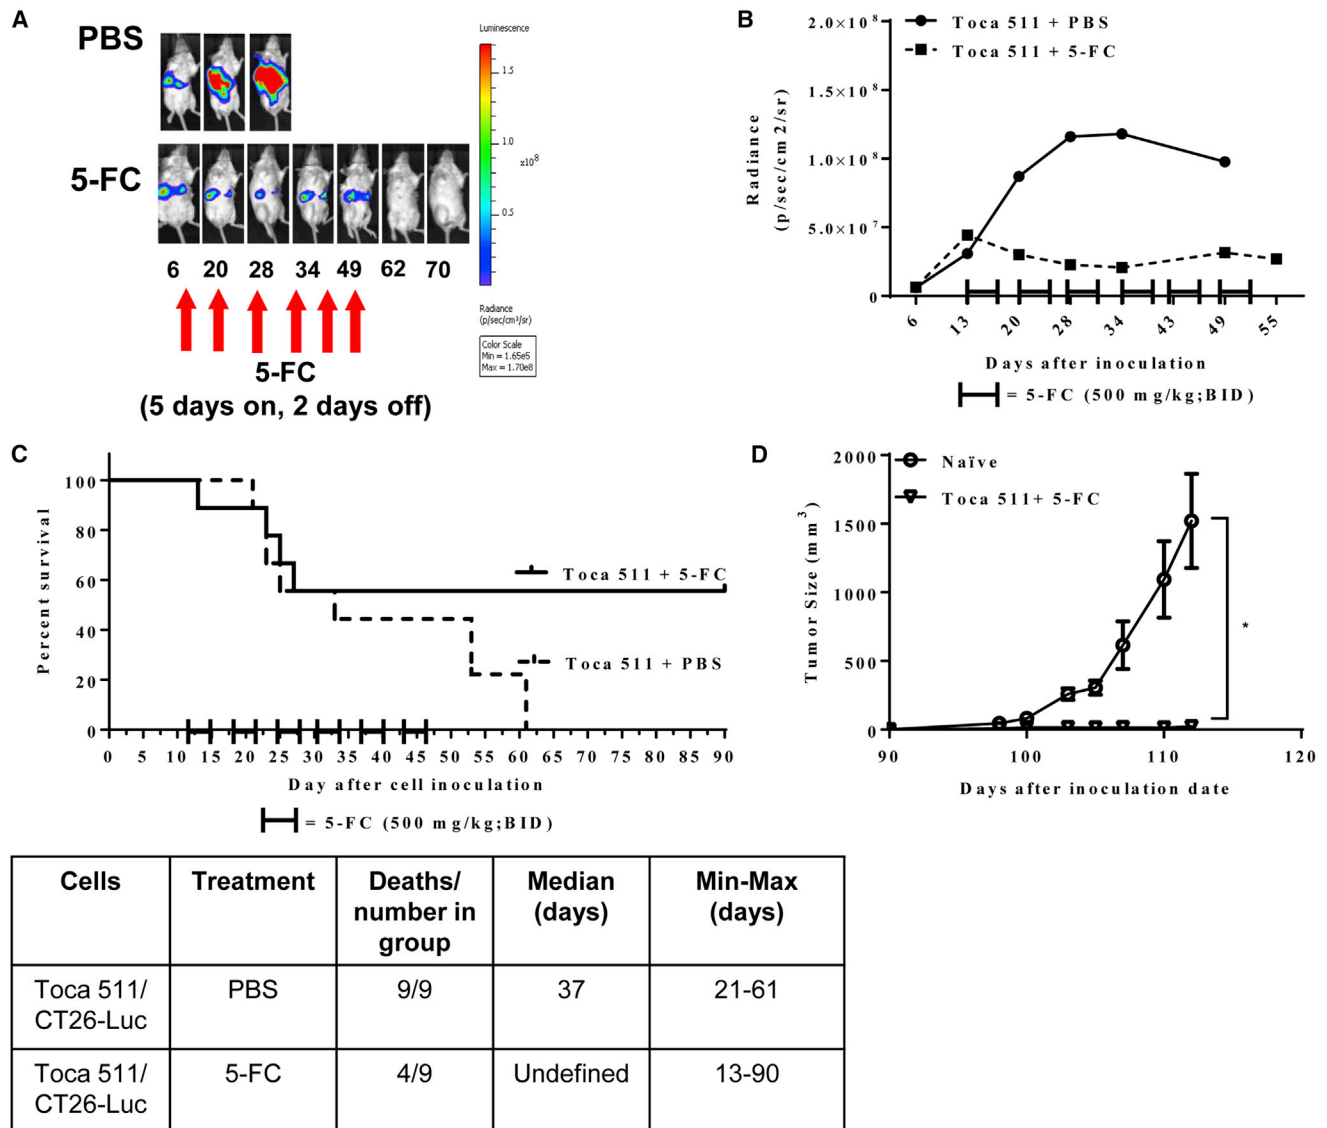 A
PBS
5-FC
6 20 28 34 49 62 70
5-FC
(5 days on, 2 days off)
Luminescence
1.5
1.0
x10⁸
0.5
Radiance
(p/sec/cm²/sr)
Color Scale
Min = 1.65e5
Max = 1.70e8
B
Toca 511 + PBS
Toca 511 + 5-FC
2.0×10⁸
1.5×10⁸
1.0×10⁸
5.0×10⁷
0
Radiance
(p/sec/cm2/sr)
6 13 20 28 34 43 49 55
Days after inoculation
= 5-FC (500 mg/kg;BID)
C
100
80
60
40
20
0
Percent survival
Toca 511 + 5-FC
Toca 511 + PBS
0 5 10 15 20 25 30 35 40 45 50 55 60 65 70 75 80 85 90
Day after cell inoculation
= 5-FC (500 mg/kg;BID)
D
Naïve
Toca 511+ 5-FC
2000
1500
1000
500
0
Tumor Size (mm³)
*
90 100 110 120
Days after inoculation date
Cells Treatment Deaths/ Median Min-Max
number in (days) (days)
group
Toca 511/ PBS 9/9 37 21-61
CT26-Luc
Toca 511/ 5-FC 4/9 Undefined 13-90
CT26-Luc